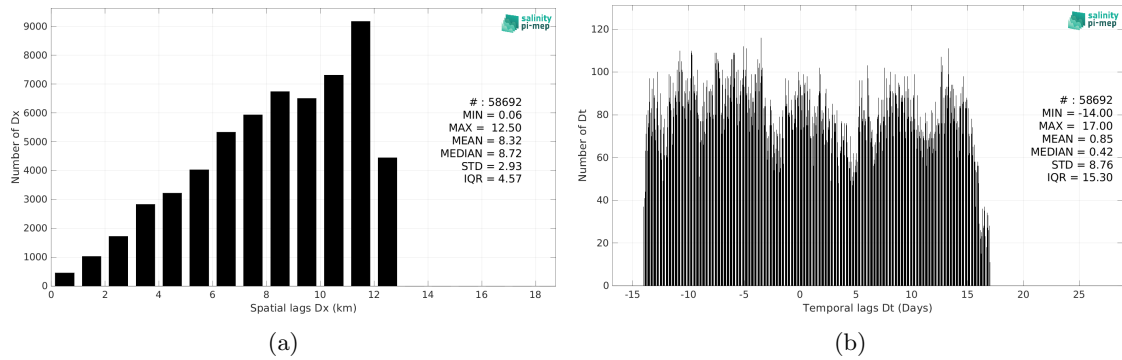 9000
8000
7000
6000
5000
4000
3000
2000
1000
0
Number of Dx
0 2 4 6 8 10 12 14 16 18
Spatial lags Dx (km)
salinity
pi-mep
# : 58692
MIN = 0.06
MAX = 12.50
MEAN = 8.32
MEDIAN = 8.72
STD = 2.93
IQR = 4.57
(a)
120
100
80
60
40
20
0
Number of Dt
-15 -10 -5 0 5 10 15 20 25
Temporal lags Dt (Days)
salinity
pi-mep
# : 58692
MIN = -14.00
MAX = 17.00
MEAN = 0.85
MEDIAN = 0.42
STD = 8.76
IQR = 15.30
(b)